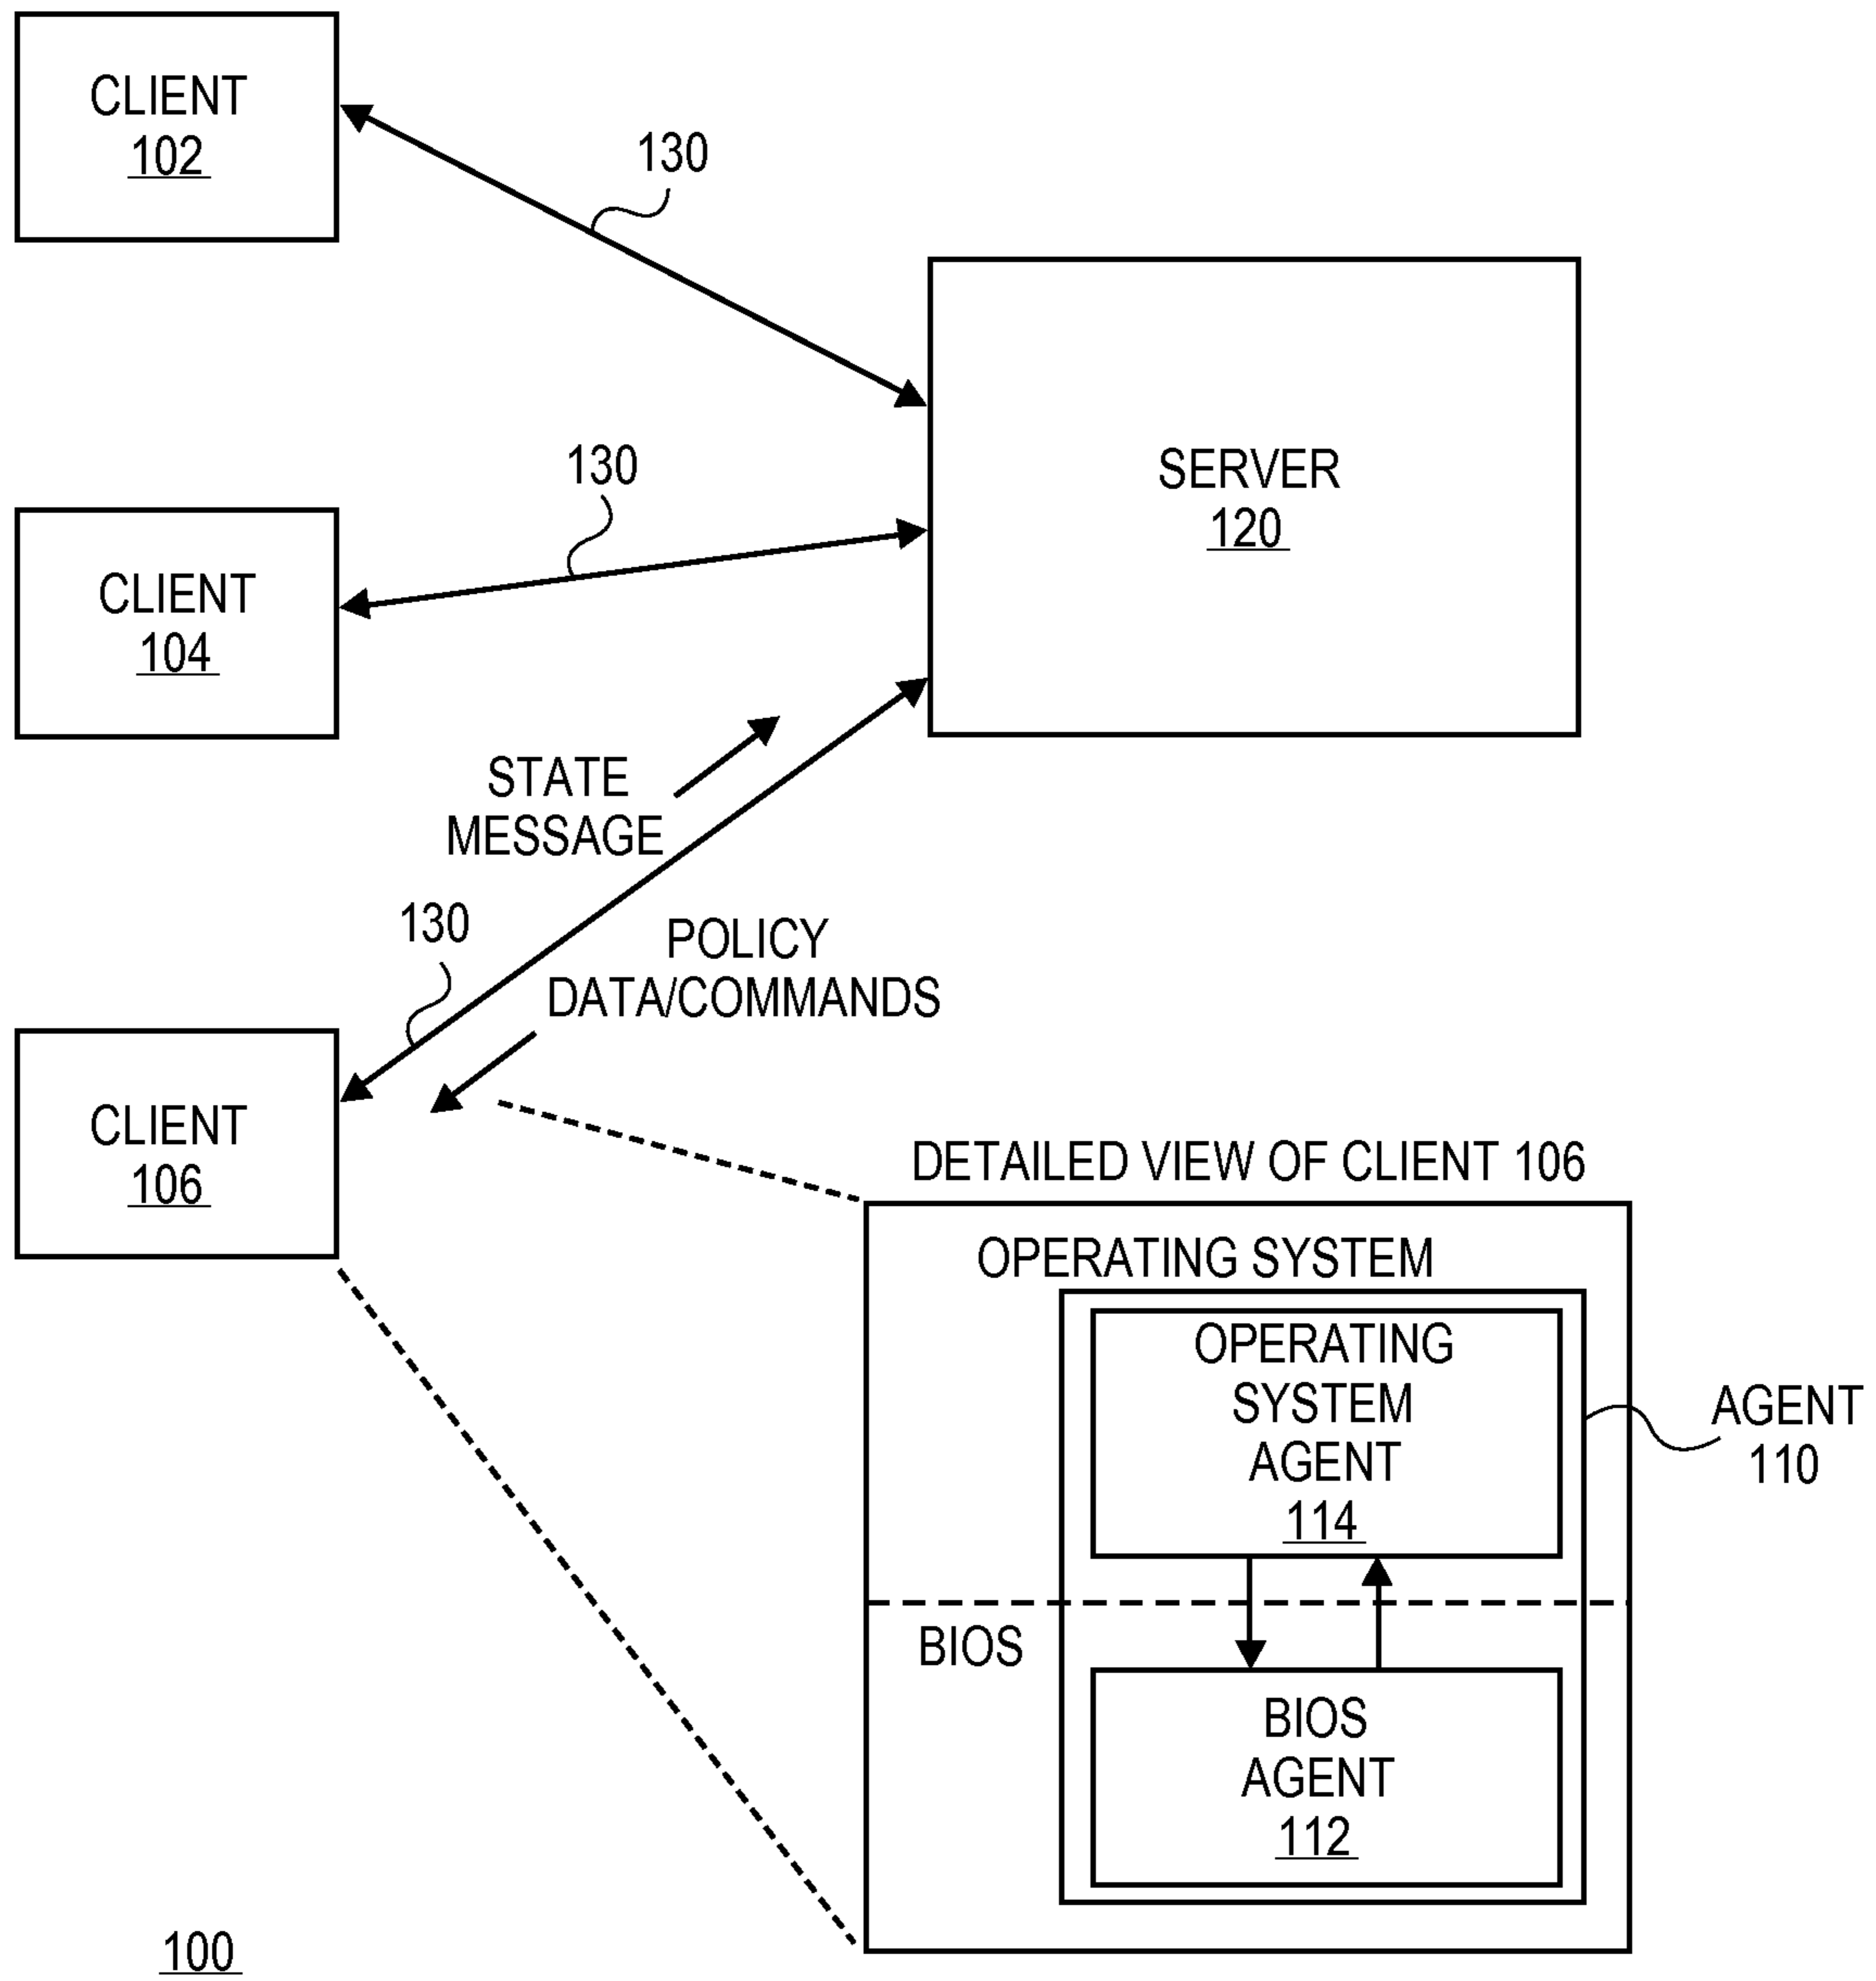 CLIENT
102
130
SERVER
120
130
CLIENT
104
STATE
MESSAGE
130
POLICY
DATA/COMMANDS
CLIENT
106
DETAILED VIEW OF CLIENT 106
OPERATING SYSTEM
OPERATING
SYSTEM
AGENT
114
AGENT
110
BIOS
BIOS
AGENT
112
100